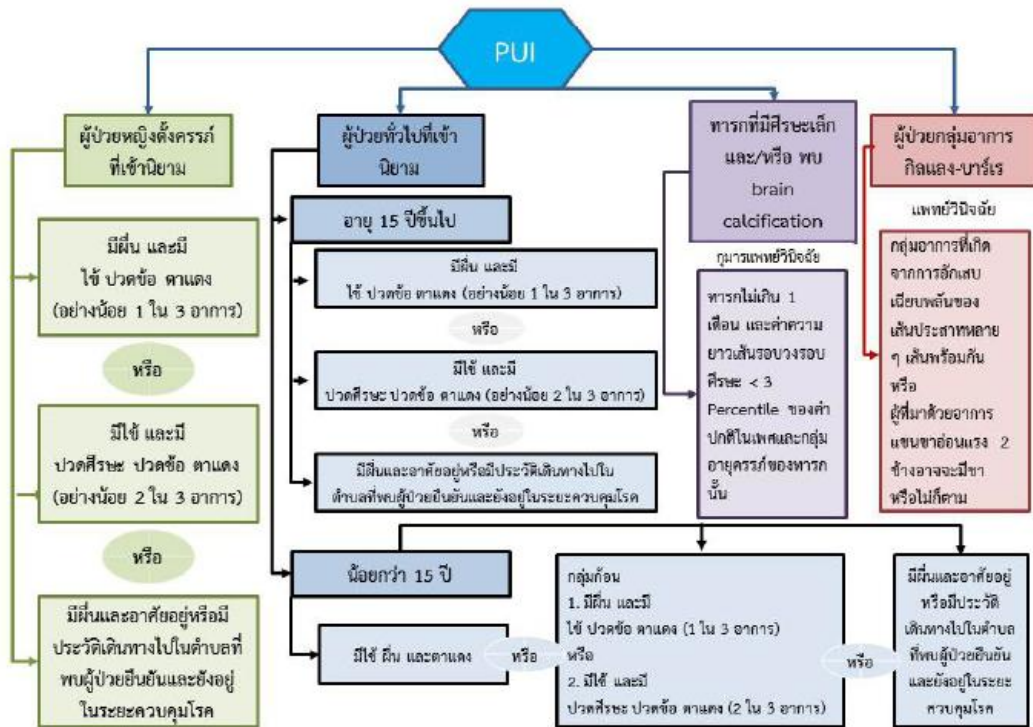 PUI
ผู้ป่วยหญิงตั้งครรภ์
ที่เข้านิยาม
มีผื่น และมี
ไข้ ปวดข้อ ตาแดง
(อย่างน้อย 1 ใน 3 อาการ)
หรือ
มีไข้ และมี
ปวดศีรษะ ปวดข้อ ตาแดง
(อย่างน้อย 2 ใน 3 อาการ)
หรือ
มีผื่นและอาศัยอยู่หรือมี
ประวัติเดินทางไปในตำบลที่
พบผู้ป่วยยืนยันและยังอยู่
ในระยะควบคุมโรค
ผู้ป่วยทั่วไปที่เข้า
นิยาม
อายุ 15 ปีขึ้นไป
มีผื่น และมี
ไข้ ปวดข้อ ตาแดง (อย่างน้อย 1 ใน 3 อาการ)
หรือ
มีไข้ และมี
ปวดศีรษะ ปวดข้อ ตาแดง (อย่างน้อย 2 ใน 3 อาการ)
หรือ
มีผื่นและอาศัยอยู่หรือมีประวัติเดินทางไปใน
ตำบลที่พบผู้ป่วยยืนยันและยังอยู่ในระยะควบคุมโรค
น้อยกว่า 15 ปี
มีไข้ ผื่น และตาแดง
หรือ
กลุ่มก้อน
1. มีผื่น และมี
ไข้ ปวดข้อ ตาแดง (1 ใน 3 อาการ)
หรือ
2. มีไข้ และมี
ปวดศีรษะ ปวดข้อ ตาแดง (2 ใน 3 อาการ)
หรือ
มีผื่นและอาศัยอยู่
หรือมีประวัติ
เดินทางไปในตำบล
ที่พบผู้ป่วยยืนยัน
และยังอยู่ในระยะ
ควบคุมโรค
ทารกที่มีศีรษะเล็ก
และ/หรือ พบ
brain
calcification
กุมารแพทย์วินิจฉัย
ทารกไม่เกิน 1
เดือน และค่าความ
ยาวเส้นรอบวงรอบ
ศีรษะ < 3
Percentile ของค่า
ปกติในเพศและกลุ่ม
อายุครรภ์ของทารก
นั้น
ผู้ป่วยกลุ่มอาการ
กิลแลง-บาร์เร
แพทย์วินิจฉัย
กลุ่มอาการที่เกิด
จากการอักเสบ
เฉียบพลันของ
เส้นประสาทหลาย
ๆ เส้นพร้อมกัน
หรือ
ผู้ที่มาด้วยอาการ
แขนขาอ่อนแรง 2
ข้างอาจจะมีชา
หรือไม่ก็ตาม